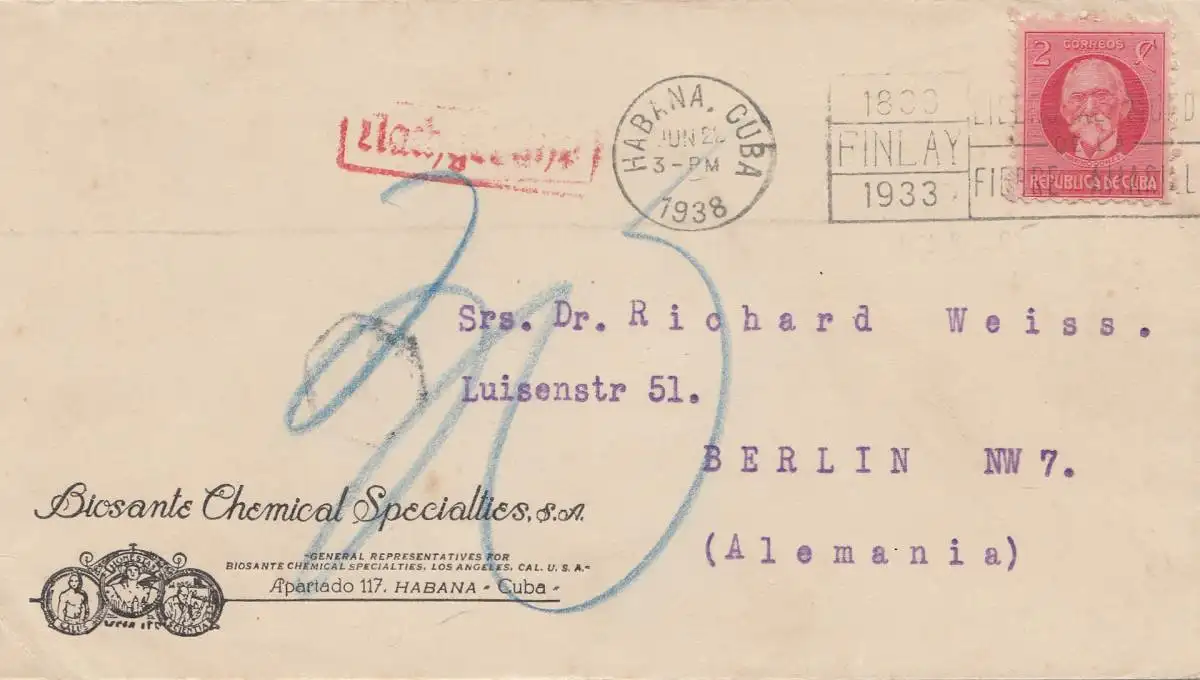 2 CORREOS
REPUBLICA DE CUBA
HABANA, CUBA
JUN
3-PM
1938
FINLAY
1933
Srs. Dr. Richard Weiss.
Luisenstr 51.
BERLIN NW 7.
(Alemania)
Biosante Chemical Specialties, S.A.
-GENERAL REPRESENTATIVES FOR
BIOSANTE CHEMICAL SPECIALTIES, LOS ANGELES, CAL. U. S. A.-
Apartado 117. HABANA - Cuba -